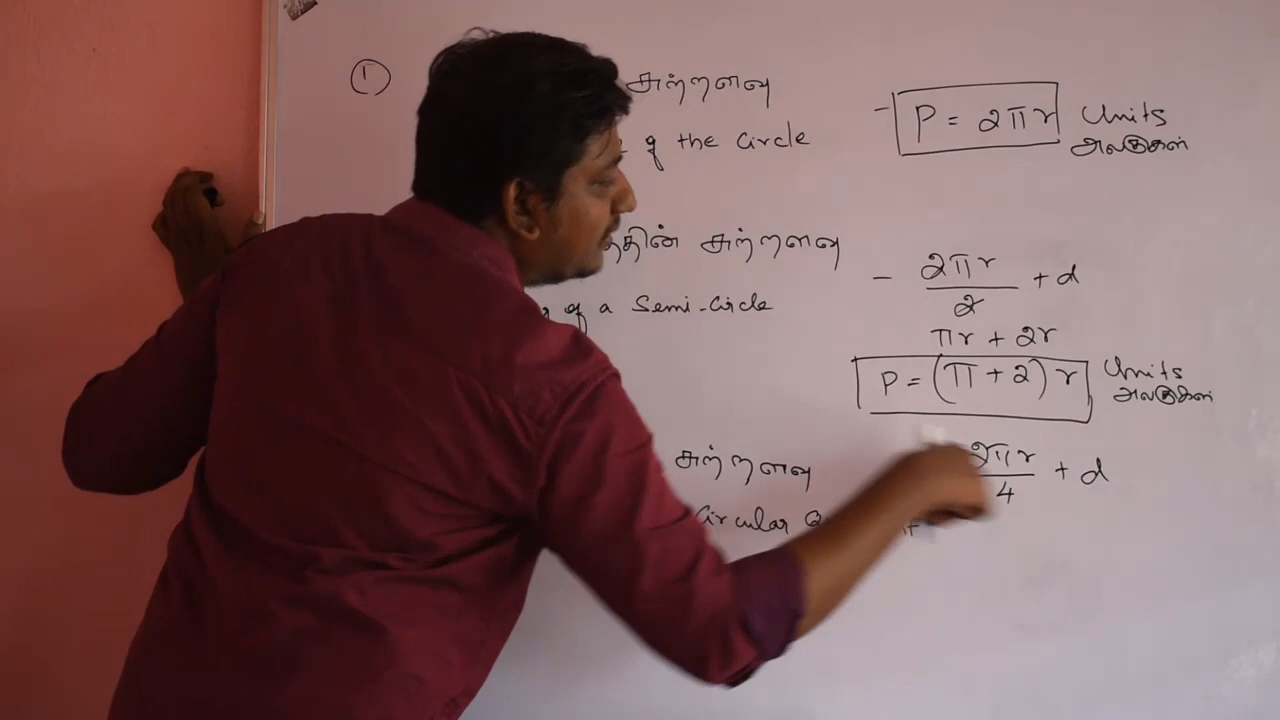 ①
சுற்றளவு
of the Circle
- P = 2πr Units
அலகுகள்
சுற்றளவு
- 2πr/2 + d
of a Semi-Circle
πr + 2r
P = (π + 2) r Units
அலகுகள்
சுற்றளவு
2πr/4 + d
Circular